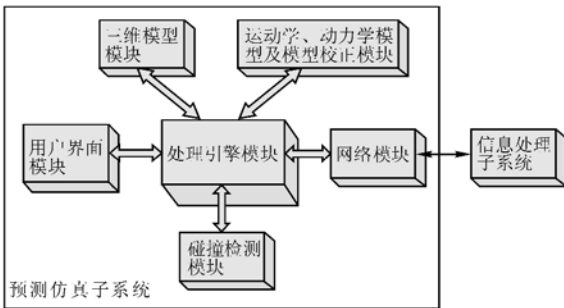 三维模型
模块
运动学、动力学
模型及模型校正模块
用户界面
模块
处理引擎模块
网络模块
信息处理
子系统
碰撞检测
模块
预测仿真子系统